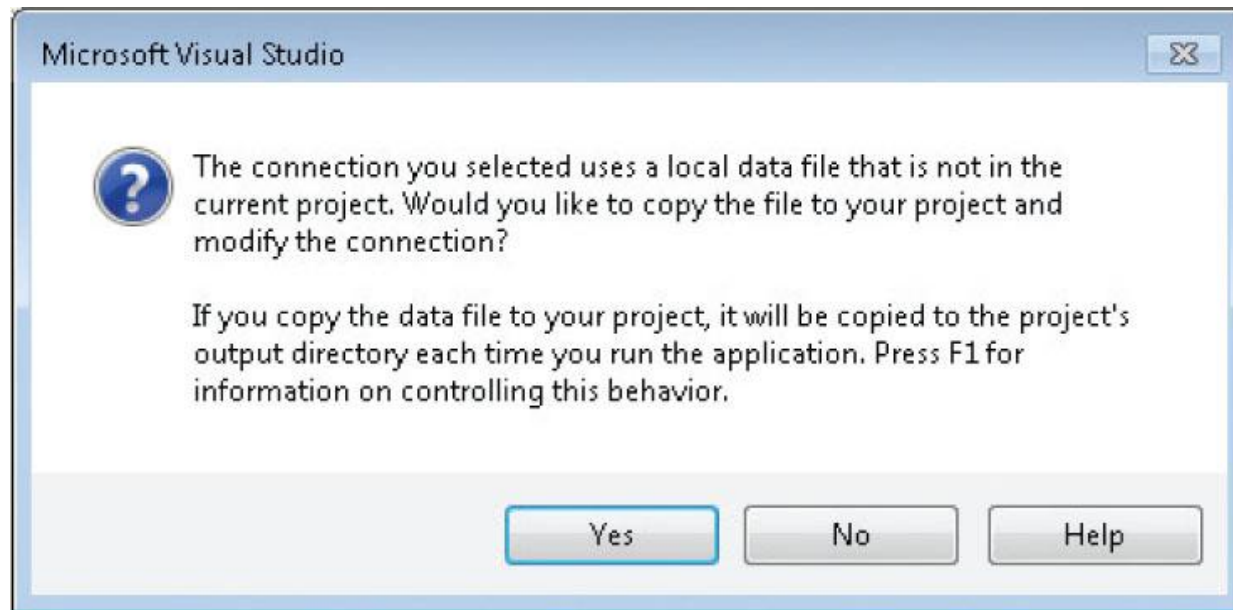 Microsoft Visual Studio
The connection you selected uses a local data file that is not in the
current project. Would you like to copy the file to your project and
modify the connection?
If you copy the data file to your project, it will be copied to the project's
output directory each time you run the application. Press F1 for
information on controlling this behavior.
Yes No Help